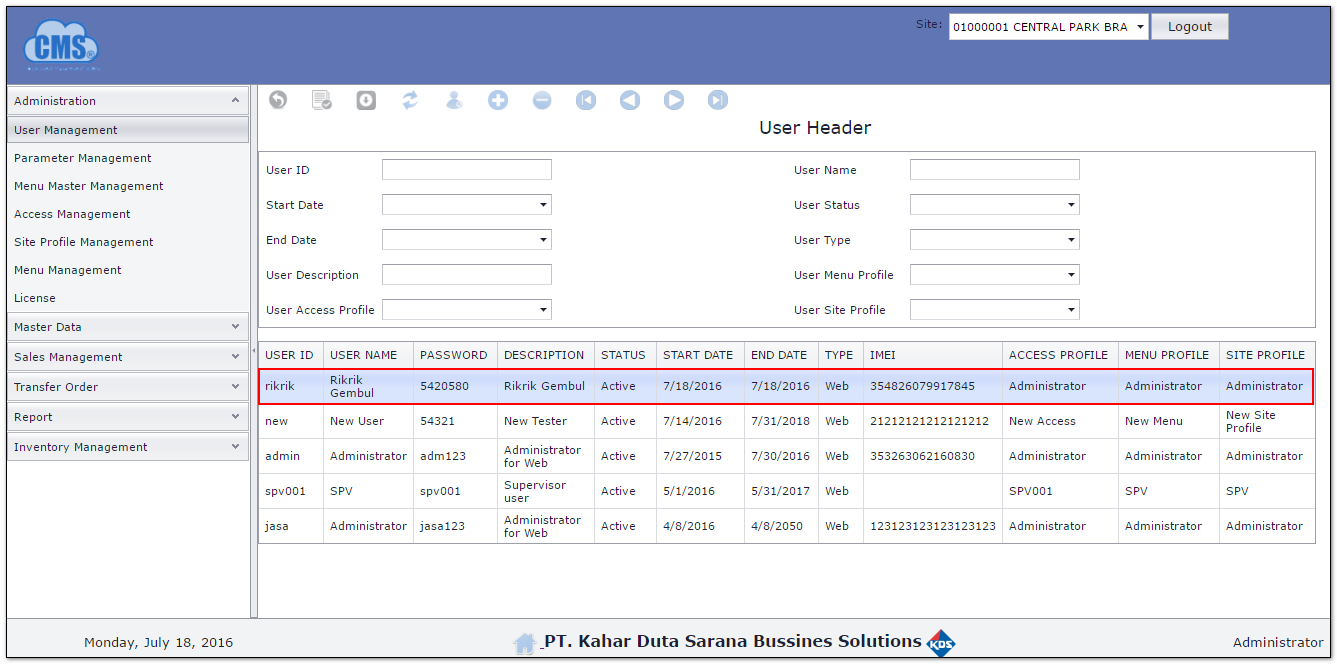 CMS
Site: 01000001 CENTRAL PARK BRA Logout
Administration
User Management
Parameter Management
Menu Master Management
Access Management
Site Profile Management
Menu Management
License
Master Data
Sales Management
Transfer Order
Report
Inventory Management
User Header
User ID User Name
Start Date User Status
End Date User Type
User Description User Menu Profile
User Access Profile User Site Profile
USER ID USER NAME PASSWORD DESCRIPTION STATUS START DATE END DATE TYPE IMEI ACCESS PROFILE MENU PROFILE SITE PROFILE
rikrik Rikrik Gembul 5420580 Rikrik Gembul Active 7/18/2016 7/18/2016 Web 354826079917845 Administrator Administrator Administrator
new New User 54321 New Tester Active 7/14/2016 7/31/2018 Web 21212121212121212 New Access New Menu New Site Profile
admin Administrator adm123 Administrator for Web Active 7/27/2015 7/30/2016 Web 353263062160830 Administrator Administrator Administrator
spv001 SPV spv001 Supervisor user Active 5/1/2016 5/31/2017 Web SPV001 SPV SPV
jasa Administrator jasa123 Administrator for Web Active 4/8/2016 4/8/2050 Web 123123123123123123 Administrator Administrator Administrator
Monday, July 18, 2016 PT. Kahar Duta Sarana Bussines Solutions KDS Administrator